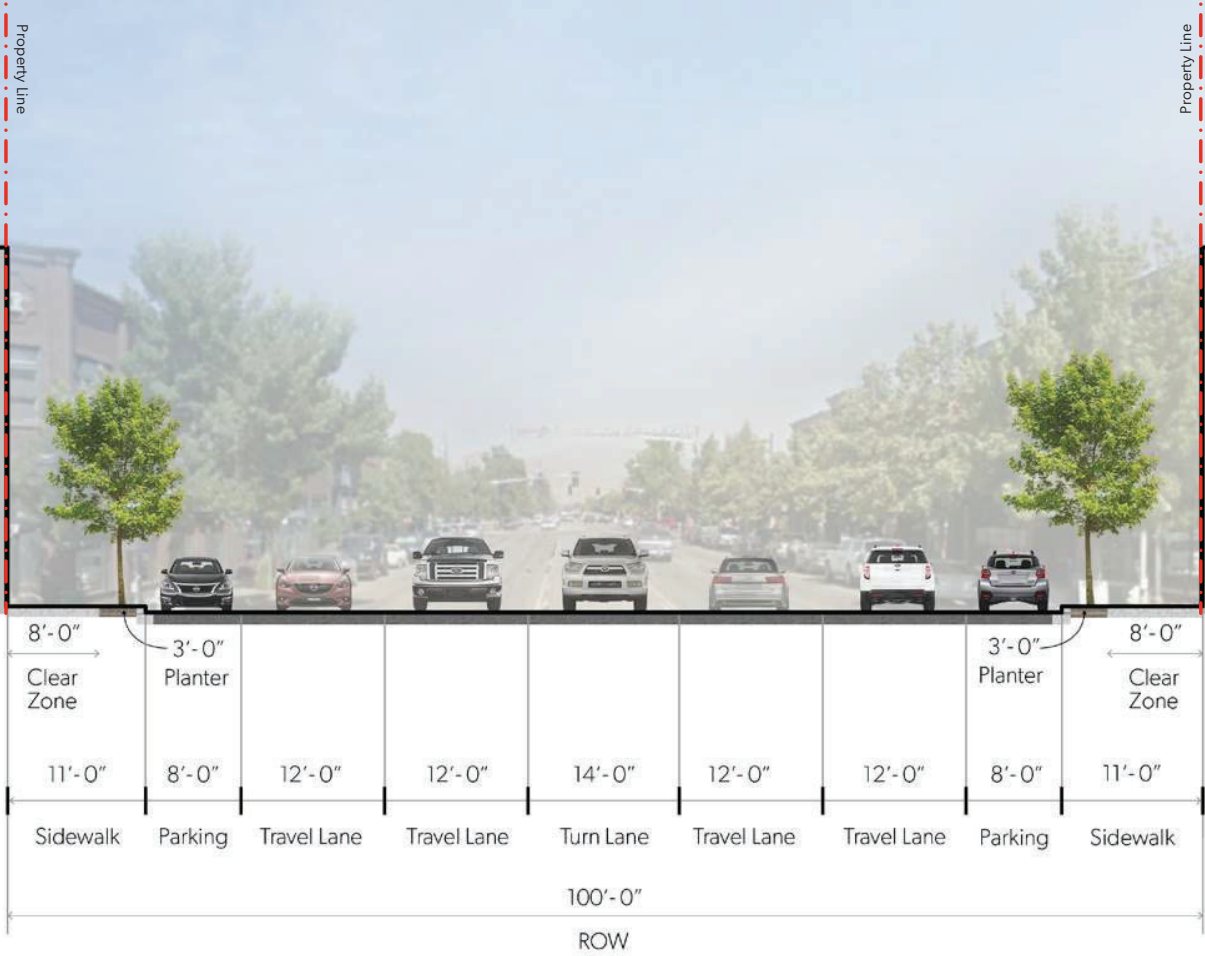 Property Line
Property Line
8'-0"
Clear
Zone
3'-0"
Planter
3'-0"
Planter
8'-0"
Clear
Zone
11'-0"
8'-0"
12'-0"
12'-0"
14'-0"
12'-0"
12'-0"
8'-0"
11'-0"
Sidewalk
Parking
Travel Lane
Travel Lane
Turn Lane
Travel Lane
Travel Lane
Parking
Sidewalk
100'-0"
ROW